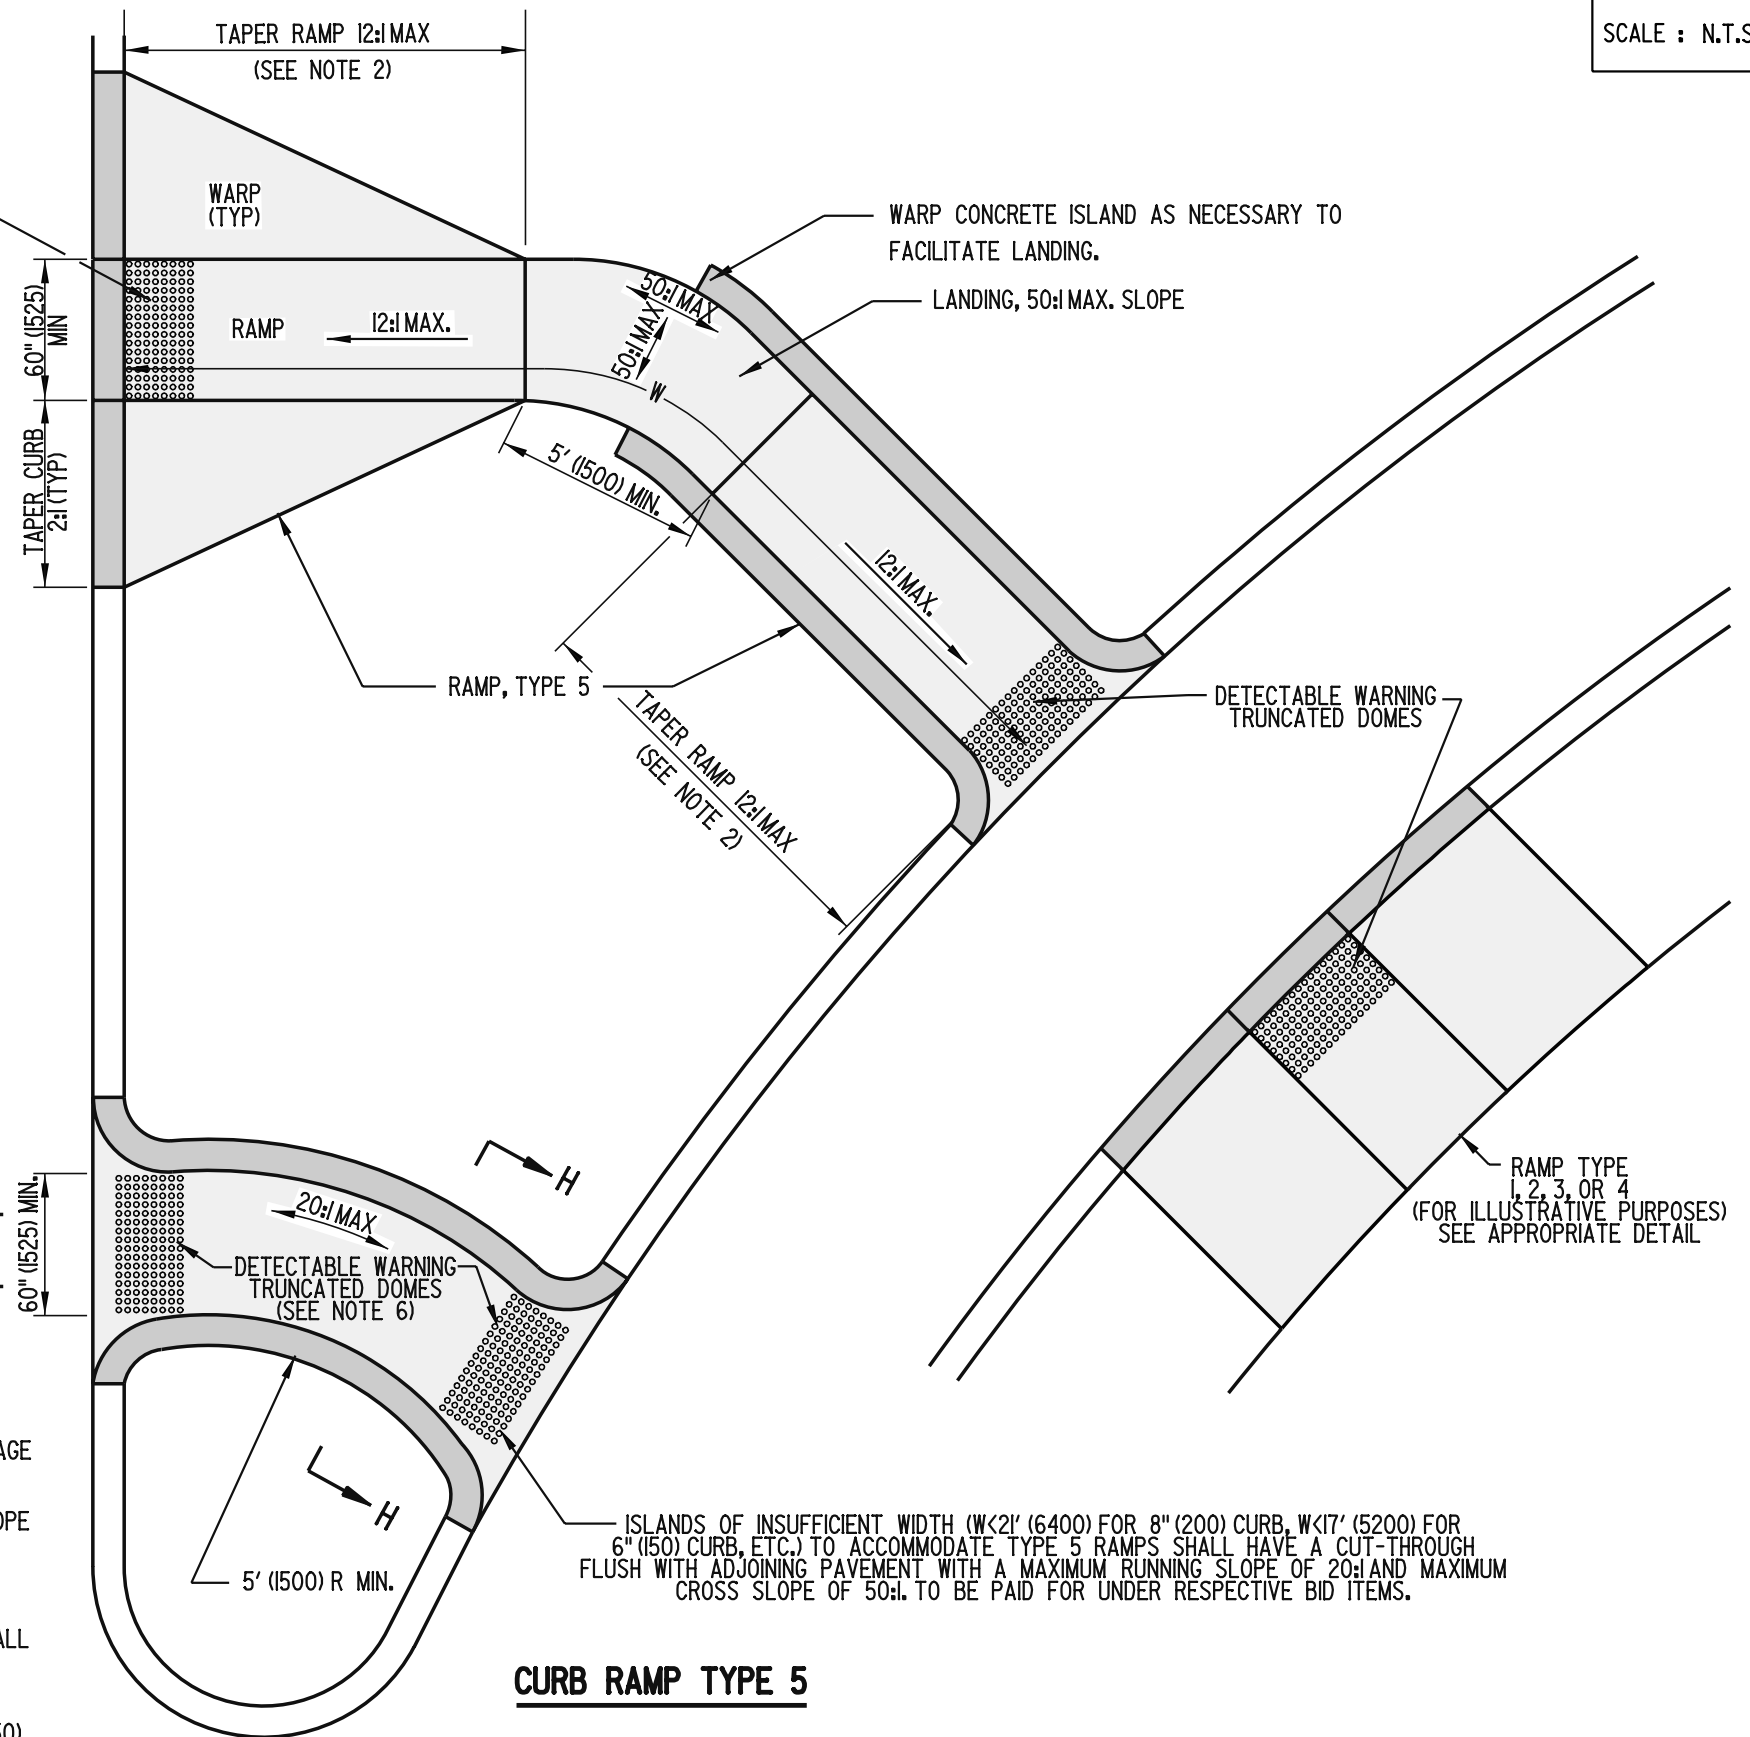 SCALE : N.T.S
TAPER RAMP 12:1 MAX
(SEE NOTE 2)
WARP
(TYP)
WARP CONCRETE ISLAND AS NECESSARY TO
FACILITATE LANDING.
50:1 MAX
50:1 MAX
LANDING, 50:1 MAX. SLOPE
60" (1525)
MIN
RAMP
12:1 MAX.
W
TAPER CURB
2:1 (TYP)
5' (1500) MIN.
12:1 MAX.
RAMP, TYPE 5
DETECTABLE WARNING
TRUNCATED DOMES
TAPER RAMP 12:1 MAX
(SEE NOTE 2)
RAMP TYPE
1, 2, 3, OR 4
(FOR ILLUSTRATIVE PURPOSES)
SEE APPROPRIATE DETAIL
H
60" (1525) MIN.
20:1 MAX
DETECTABLE WARNING
TRUNCATED DOMES
(SEE NOTE 6)
AGE
H
OPE
ISLANDS OF INSUFFICIENT WIDTH (W<21' (6400) FOR 8" (200) CURB, W<17' (5200) FOR
6" (150) CURB, ETC.) TO ACCOMMODATE TYPE 5 RAMPS SHALL HAVE A CUT-THROUGH
FLUSH WITH ADJOINING PAVEMENT WITH A MAXIMUM RUNNING SLOPE OF 20:1 AND MAXIMUM
CROSS SLOPE OF 50:1. TO BE PAID FOR UNDER RESPECTIVE BID ITEMS.
5' (1500) R MIN.
ALL
CURB RAMP TYPE 5